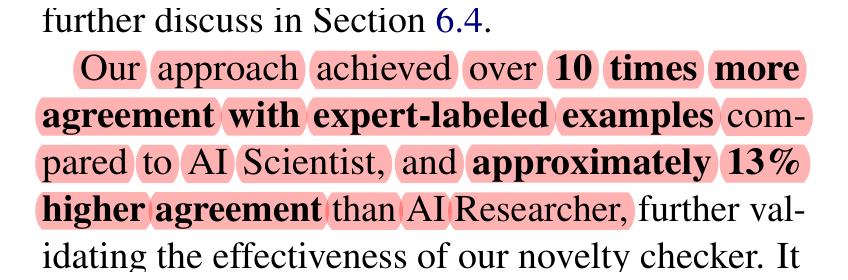 further discuss in Section 6.4.
Our approach achieved over 10 times more
agreement with expert-labeled examples com-
pared to AI Scientist, and approximately 13%
higher agreement than AI Researcher, further val-
idating the effectiveness of our novelty checker. It